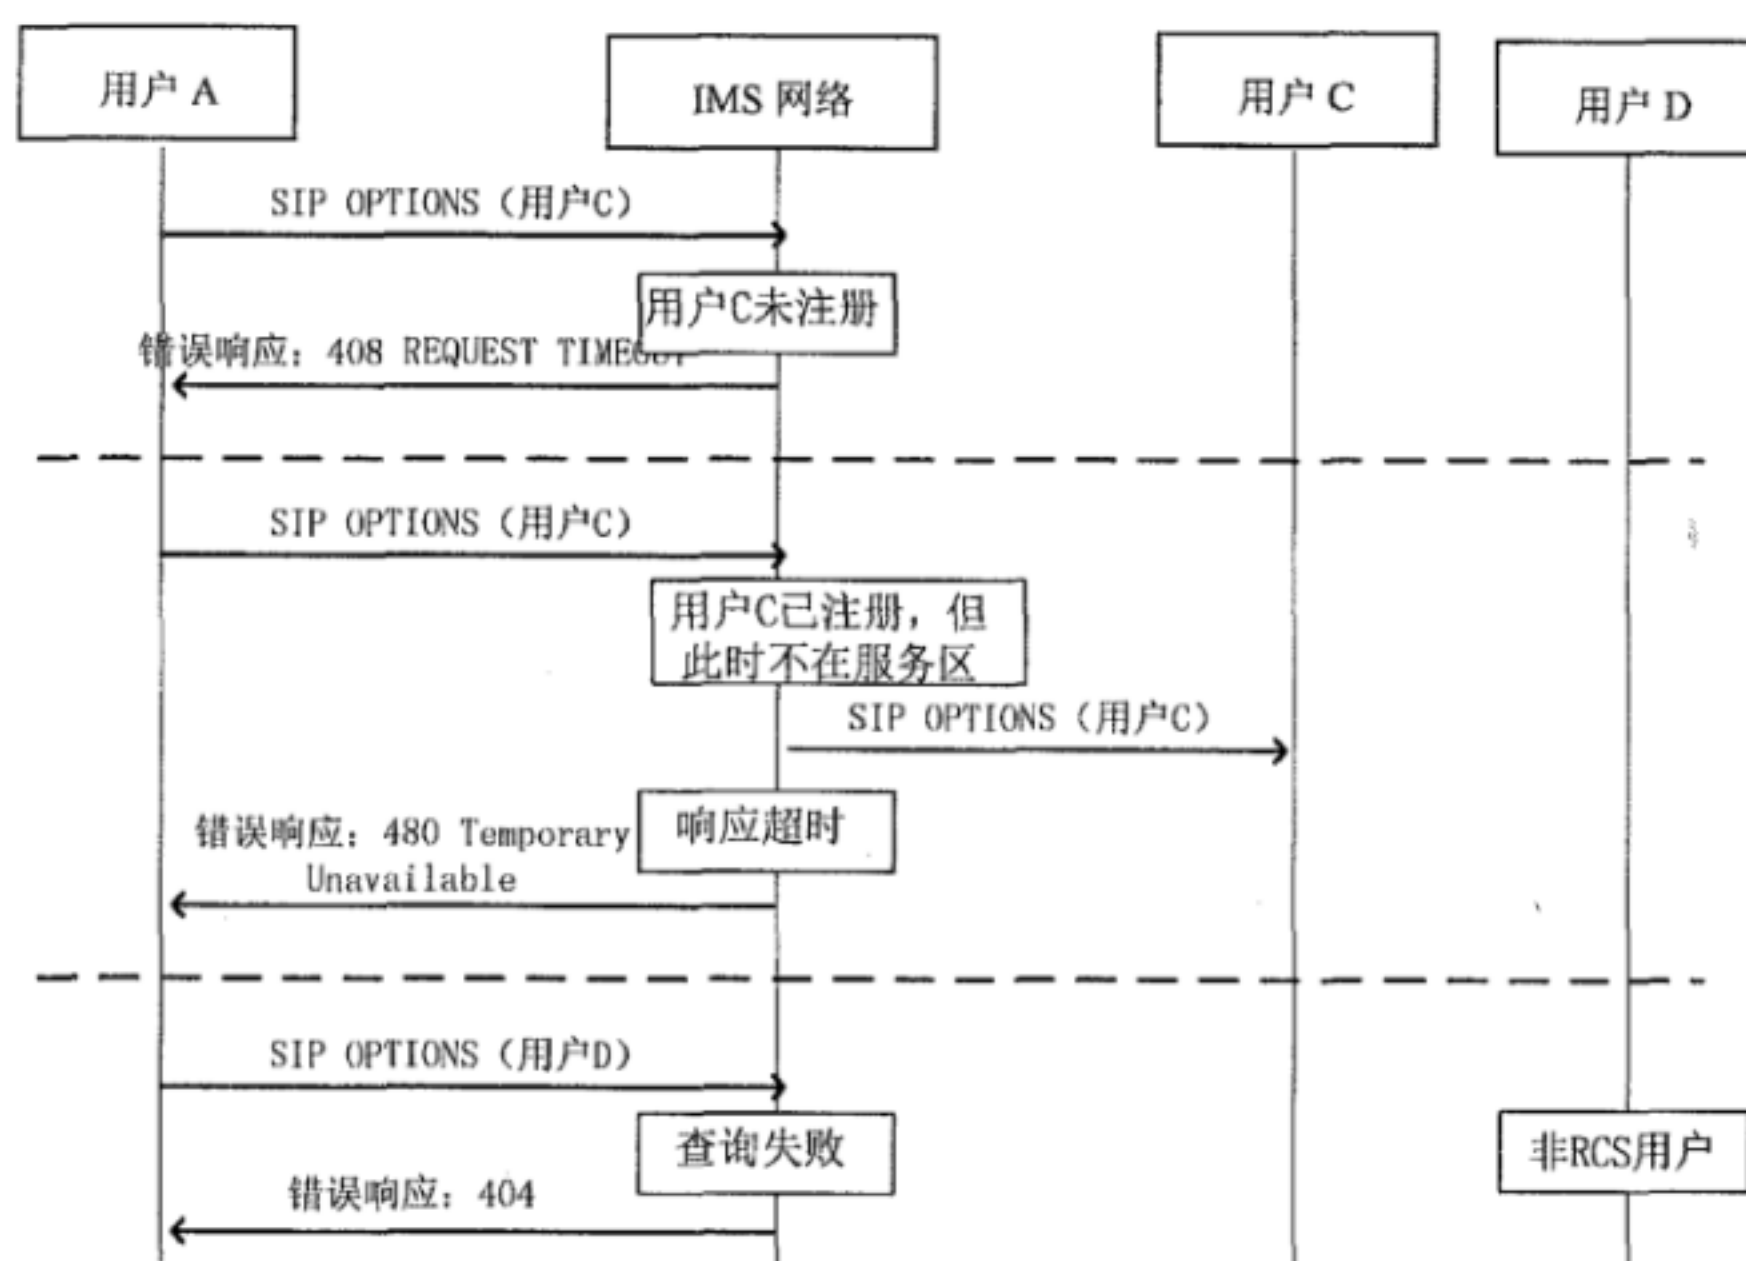 用户 A
IMS 网络
用户 C
用户 D
SIP OPTIONS（用户C）
用户C未注册
错误响应：408 REQUEST TIMEOUT
SIP OPTIONS（用户C）
用户C已注册，但
此时不在服务区
SIP OPTIONS（用户C）
响应超时
错误响应：480 Temporary
Unavailable
SIP OPTIONS（用户D）
查询失败
非RCS用户
错误响应：404